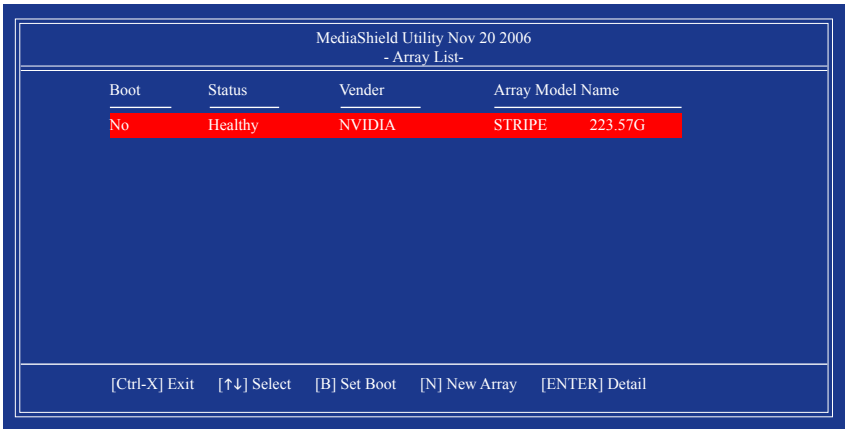 MediaShield Utility Nov 20 2006
- Array List-
Boot Status Vender Array Model Name
No Healthy NVIDIA STRIPE 223.57G
[Ctrl-X] Exit [↑↓] Select [B] Set Boot [N] New Array [ENTER] Detail